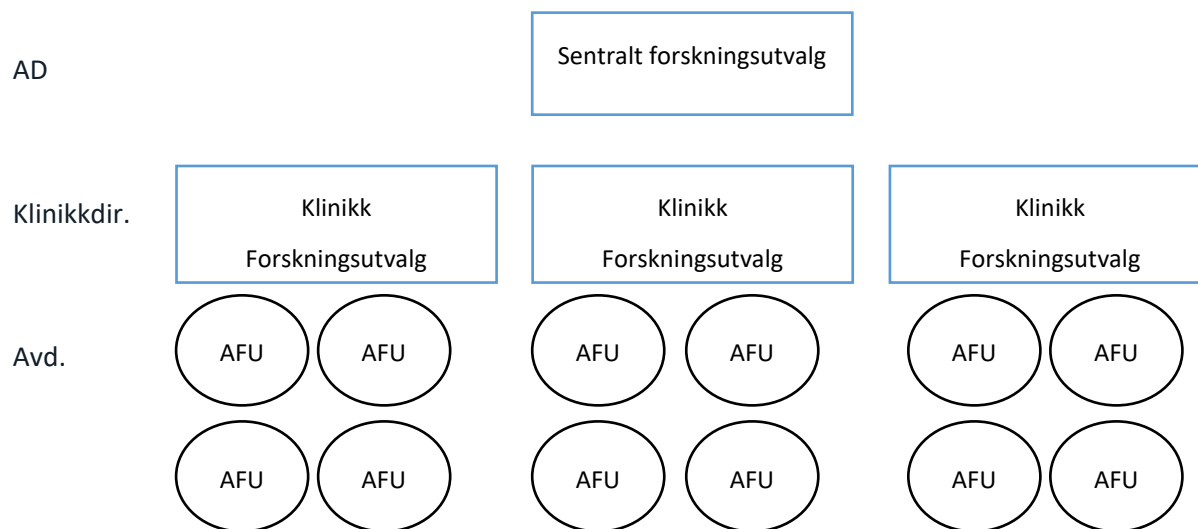 AD
Sentralt forskningsutvalg
Klinikkdir.
Klinikk
Forskningsutvalg
Klinikk
Forskningsutvalg
Klinikk
Forskningsutvalg
Avd.
AFU AFU AFU AFU AFU AFU
AFU AFU AFU AFU AFU AFU